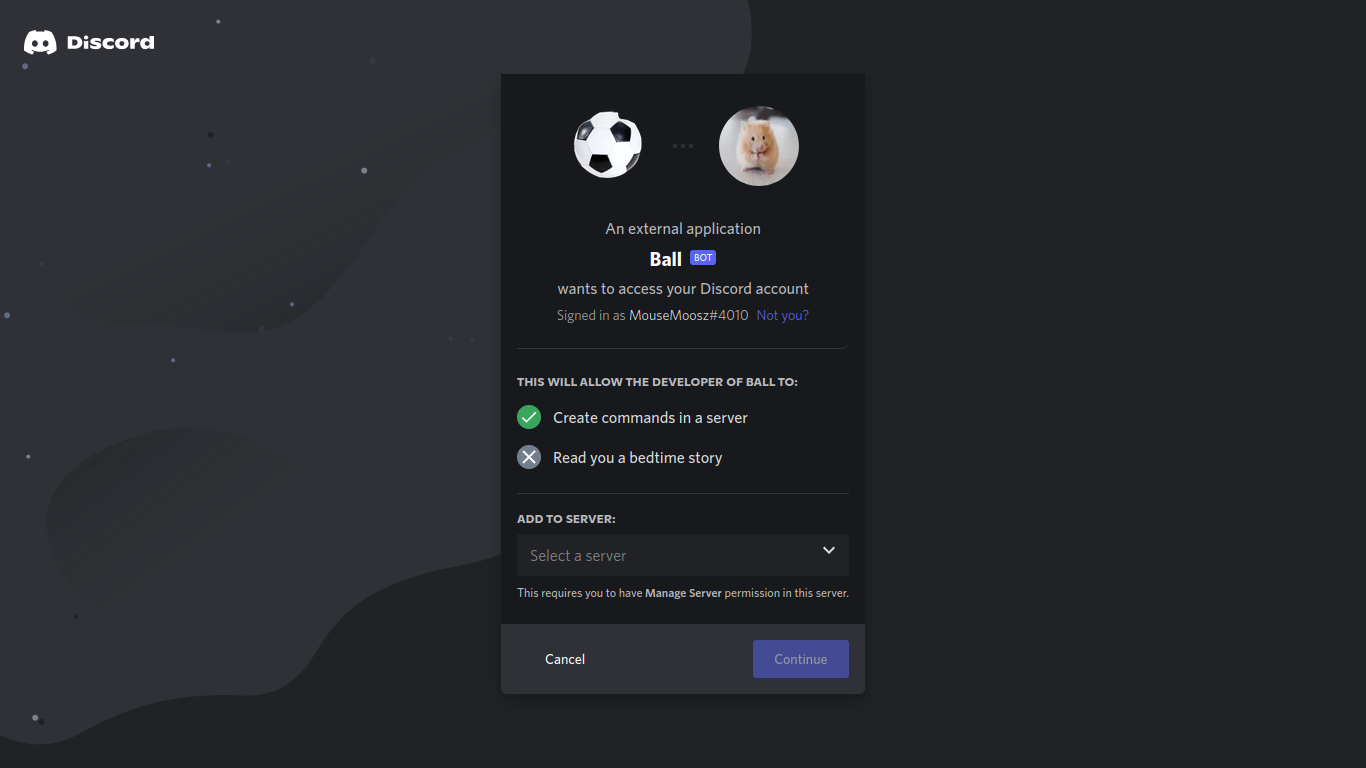 Discord
An external application
Ball BOT
wants to access your Discord account
Signed in as MouseMoosz#4010 Not you?
THIS WILL ALLOW THE DEVELOPER OF BALL TO:
Create commands in a server
Read you a bedtime story
ADD TO SERVER:
Select a server
This requires you to have Manage Server permission in this server.
Cancel
Continue